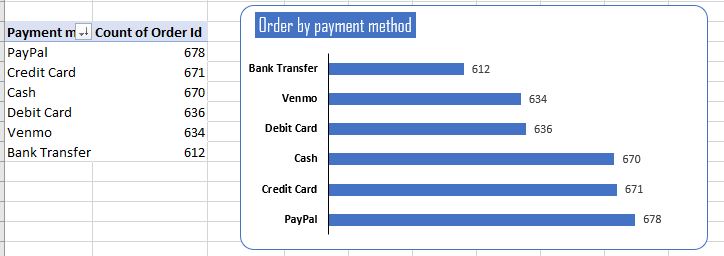 Payment m Count of Order Id
PayPal 678
Credit Card 671
Cash 670
Debit Card 636
Venmo 634
Bank Transfer 612
Order by payment method
Bank Transfer 612
Venmo 634
Debit Card 636
Cash 670
Credit Card 671
PayPal 678